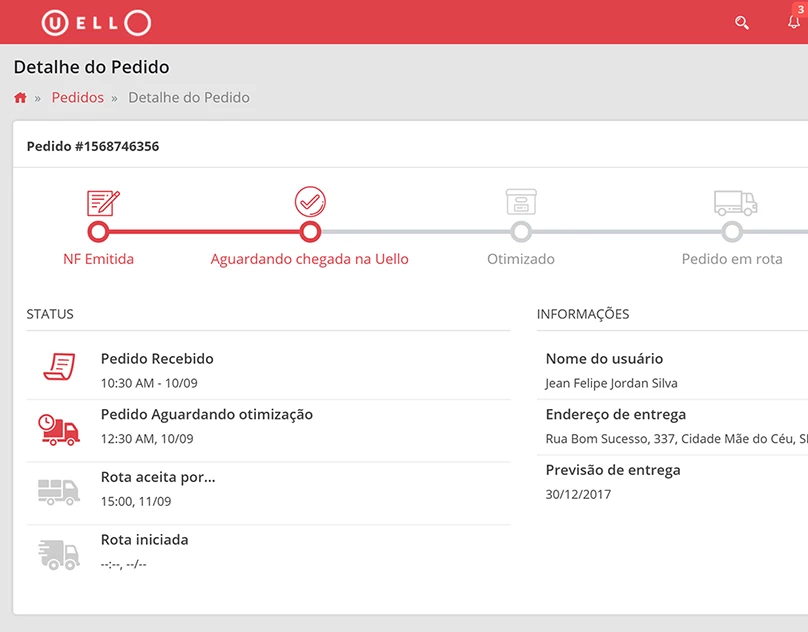 UELLO
3
Detalhe do Pedido
» Pedidos » Detalhe do Pedido
Pedido #1568746356
NF Emitida
Aguardando chegada na Uello
Otimizado
Pedido em rota
STATUS
Pedido Recebido
10:30 AM - 10/09
Pedido Aguardando otimização
12:30 AM, 10/09
Rota aceita por...
15:00, 11/09
Rota iniciada
--:--, --/--
INFORMAÇÕES
Nome do usuário
Jean Felipe Jordan Silva
Endereço de entrega
Rua Bom Sucesso, 337, Cidade Mãe do Céu,
Previsão de entrega
30/12/2017